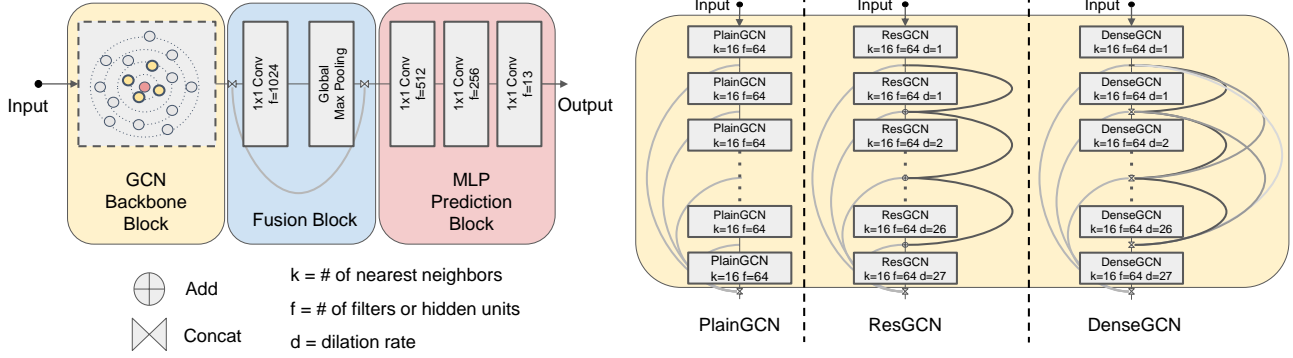 Input
1x1 Conv
f=1024
Global
Max Pooling
1x1 Conv
f=512
1x1 Conv
f=256
1x1 Conv
f=13
Output
GCN
Backbone
Block
Fusion Block
MLP
Prediction
Block
Add
Concat
k = # of nearest neighbors
f = # of filters or hidden units
d = dilation rate
Input
PlainGCN
k=16 f=64
PlainGCN
k=16 f=64
PlainGCN
k=16 f=64
PlainGCN
k=16 f=64
PlainGCN
k=16 f=64
PlainGCN
Input
ResGCN
k=16 f=64 d=1
ResGCN
k=16 f=64 d=1
ResGCN
k=16 f=64 d=2
ResGCN
k=16 f=64 d=26
ResGCN
k=16 f=64 d=27
ResGCN
Input
DenseGCN
k=16 f=64 d=1
DenseGCN
k=16 f=64 d=1
DenseGCN
k=16 f=64 d=2
DenseGCN
k=16 f=64 d=26
DenseGCN
k=16 f=64 d=27
DenseGCN